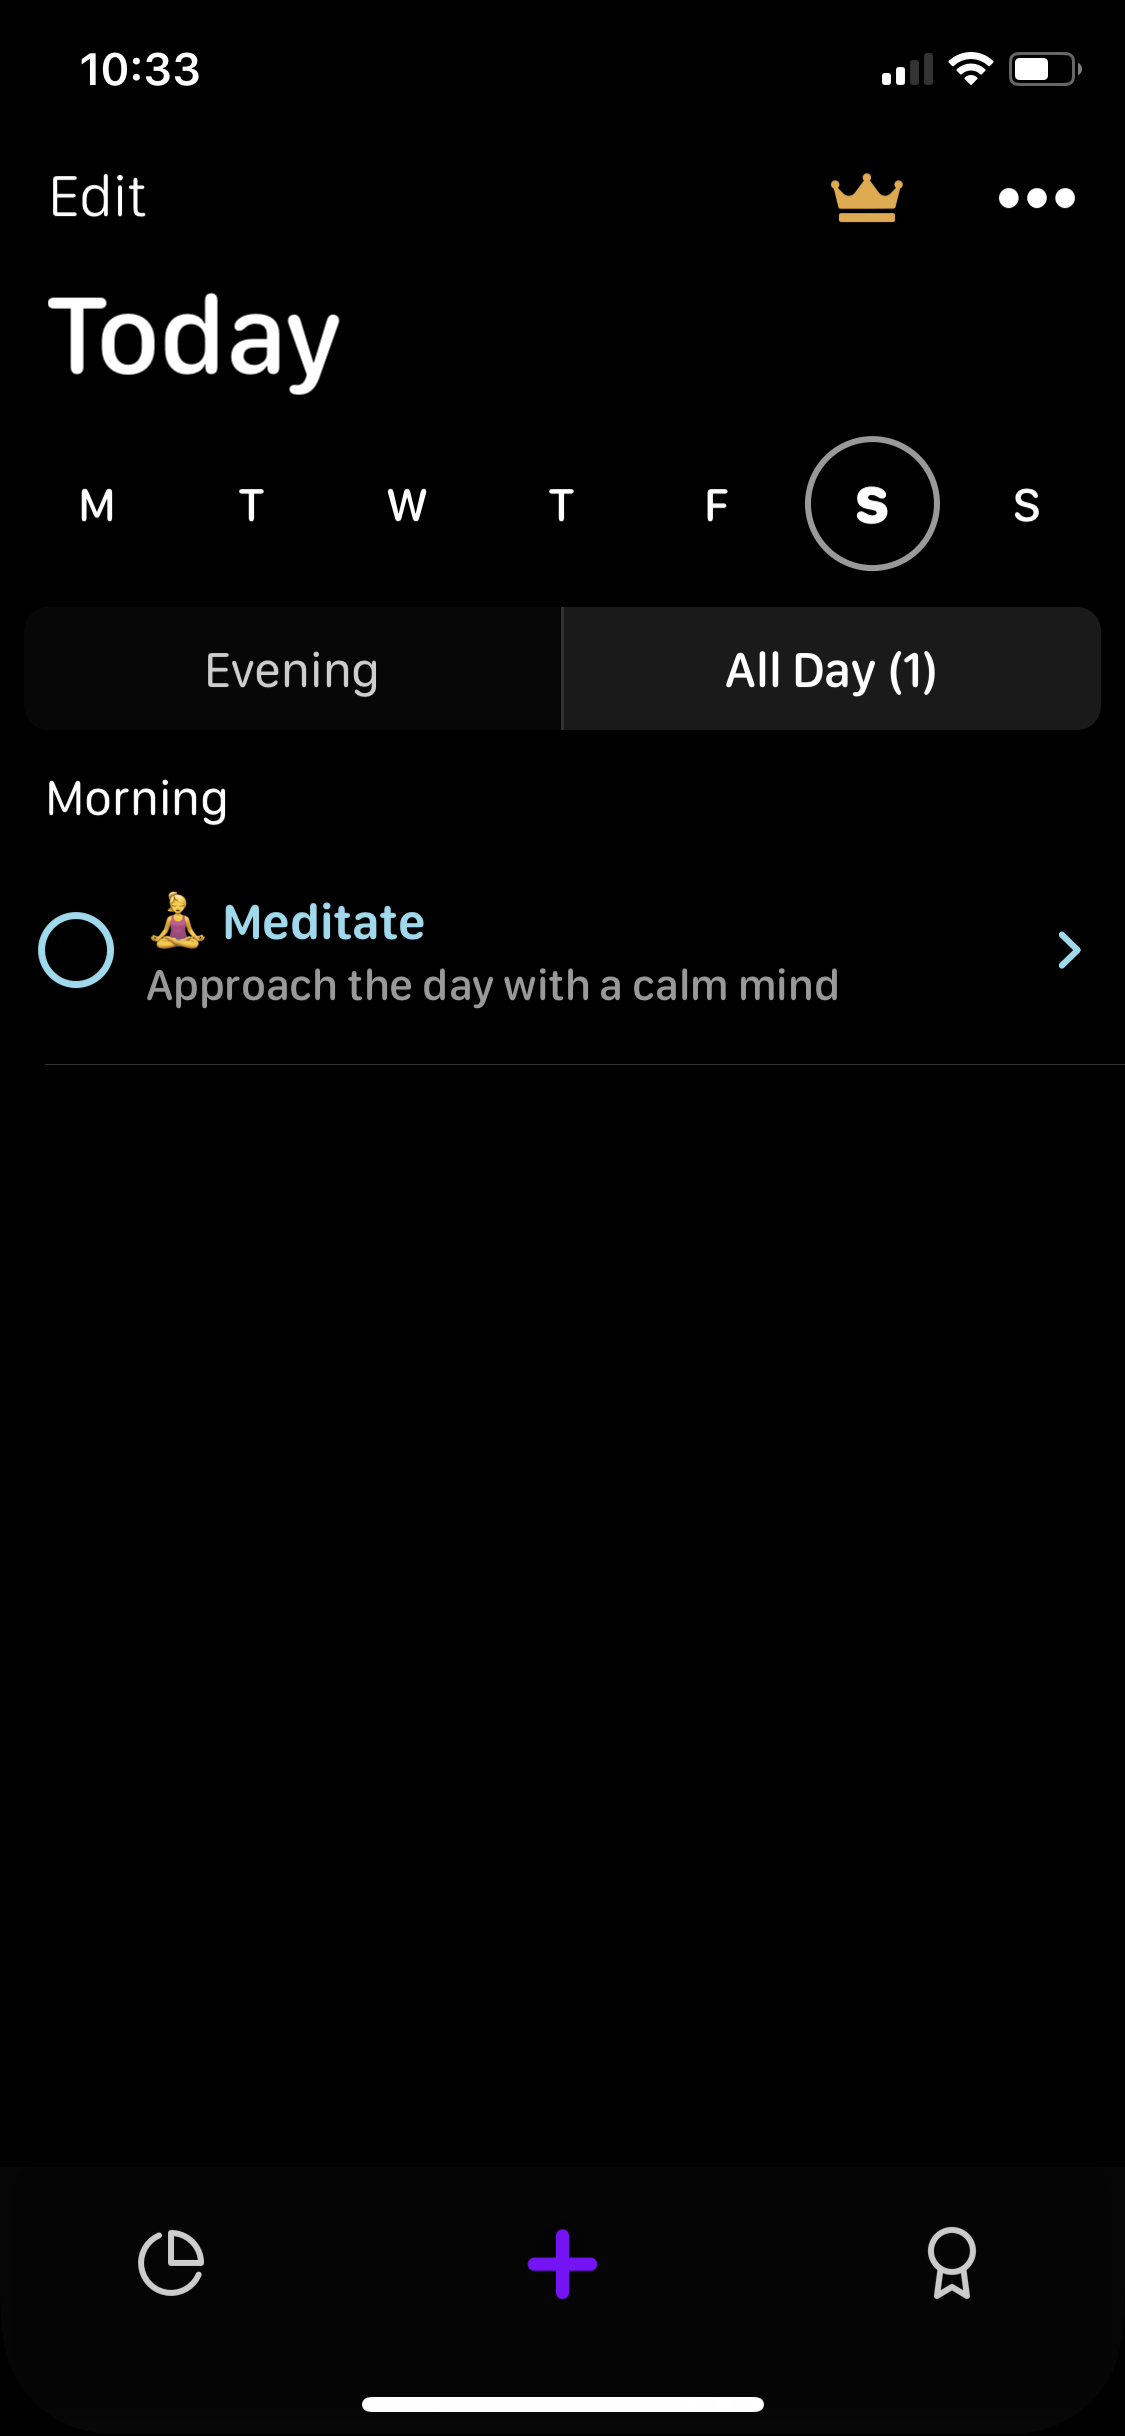 10:33
Edit
Today
M T W T F S S
Evening All Day (1)
Morning
🧘‍♀️ Meditate
Approach the day with a calm mind